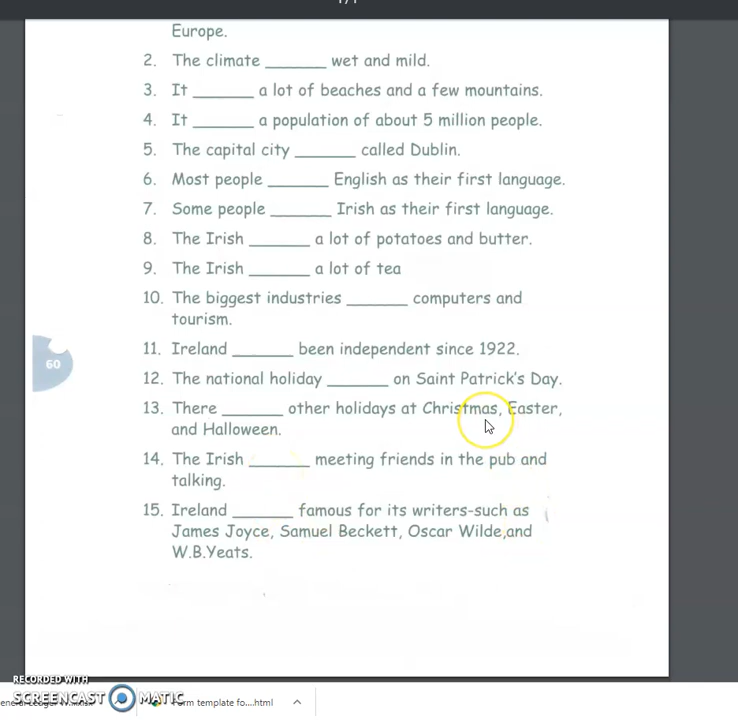 Europe.
2. The climate _______ wet and mild.
3. It _______ a lot of beaches and a few mountains.
4. It _______ a population of about 5 million people.
5. The capital city _______ called Dublin.
6. Most people _______ English as their first language.
7. Some people _______ Irish as their first language.
8. The Irish _______ a lot of potatoes and butter.
9. The Irish _______ a lot of tea
10. The biggest industries _______ computers and
tourism.
60
11. Ireland _______ been independent since 1922.
12. The national holiday _______ on Saint Patrick's Day.
13. There _______ other holidays at Christmas, Easter,
and Halloween.
14. The Irish _______ meeting friends in the pub and
talking.
15. Ireland _______ famous for its writers-such as
James Joyce, Samuel Beckett, Oscar Wilde,and
W.B.Yeats.
RECORDED WITH
SCREENCAST MATIC
template fo....html